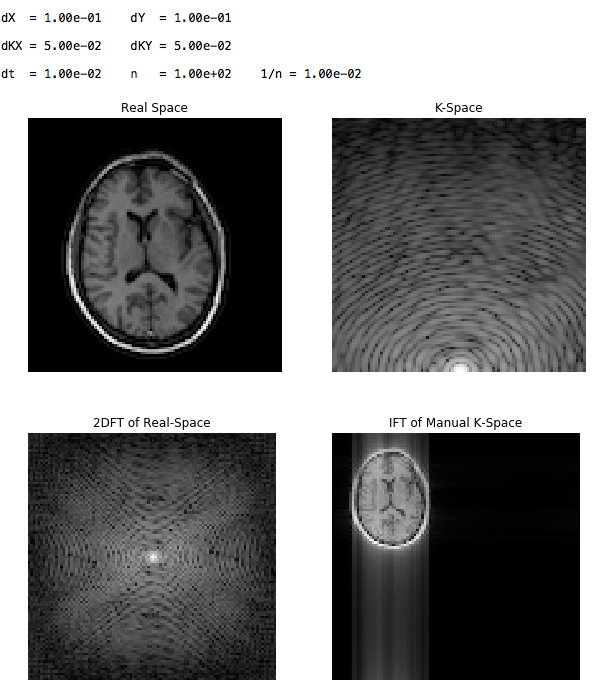 dX  = 1.00e-01    dY  = 1.00e-01
dKX = 5.00e-02    dKY = 5.00e-02
dt  = 1.00e-02    n   = 1.00e+02    1/n = 1.00e-02
Real Space
K-Space
2DFT of Real-Space
IFT of Manual K-Space